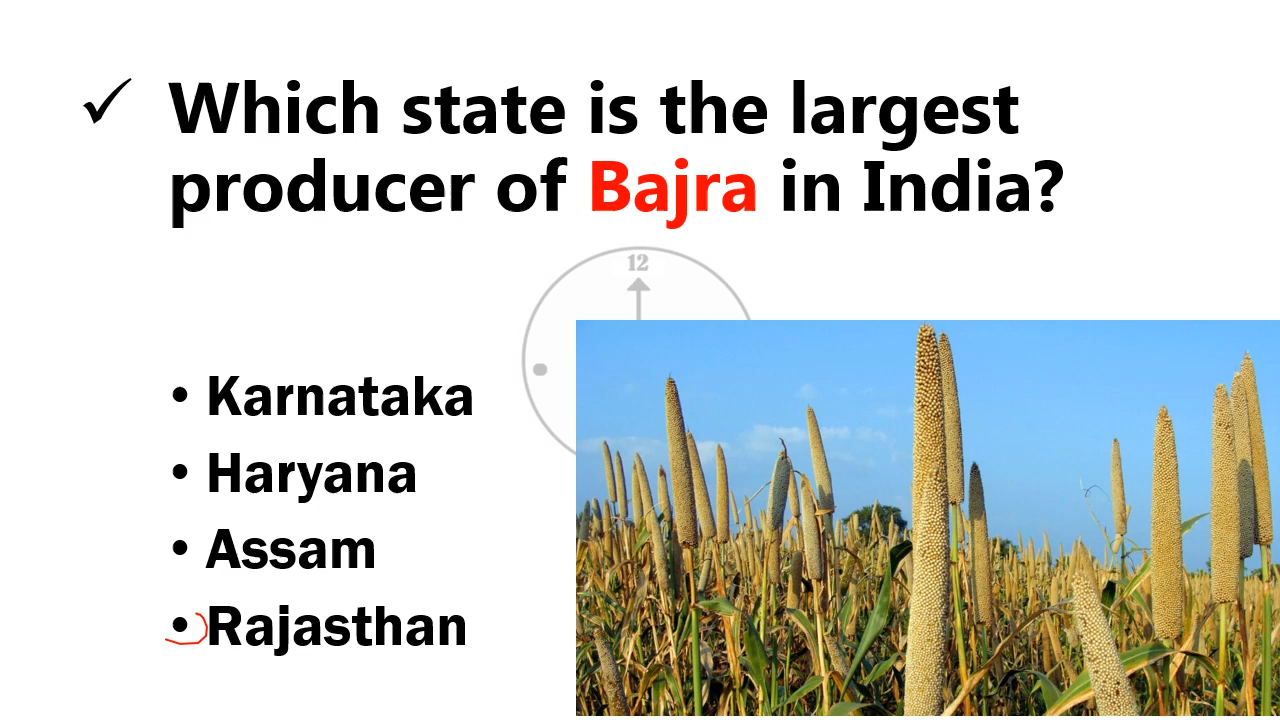 ✓ Which state is the largest
producer of Bajra in India?
12
• Karnataka
• Haryana
• Assam
• Rajasthan